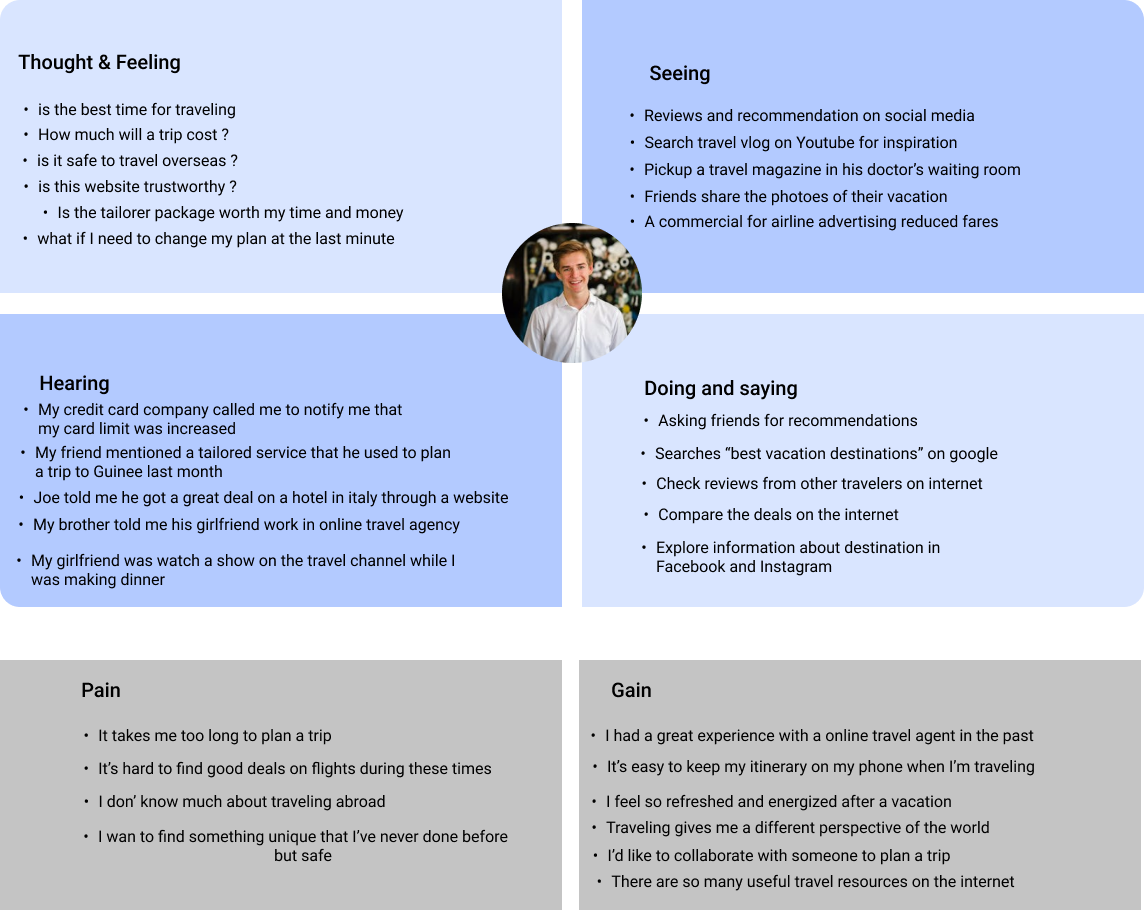 Thought & Feeling
• is the best time for traveling
• How much will a trip cost ?
• is it safe to travel overseas ?
• is this website trustworthy ?
• Is the tailorer package worth my time and money
• what if I need to change my plan at the last minute
Seeing
• Reviews and recommendation on social media
• Search travel vlog on Youtube for inspiration
• Pickup a travel magazine in his doctor’s waiting room
• Friends share the photoes of their vacation
• A commercial for airline advertising reduced fares
Hearing
• My credit card company called me to notify me that
my card limit was increased
• My friend mentioned a tailored service that he used to plan
a trip to Guinee last month
• Joe told me he got a great deal on a hotel in italy through a website
• My brother told me his girlfriend work in online travel agency
• My girlfriend was watch a show on the travel channel while I
was making dinner
Doing and saying
• Asking friends for recommendations
• Searches “best vacation destinations” on google
• Check reviews from other travelers on internet
• Compare the deals on the internet
• Explore information about destination in
Facebook and Instagram
Pain
• It takes me too long to plan a trip
• It’s hard to find good deals on flights during these times
• I don’ know much about traveling abroad
• I wan to find something unique that I’ve never done before
but safe
Gain
• I had a great experience with a online travel agent in the past
• It’s easy to keep my itinerary on my phone when I’m traveling
• I feel so refreshed and energized after a vacation
• Traveling gives me a different perspective of the world
• I’d like to collaborate with someone to plan a trip
• There are so many useful travel resources on the internet